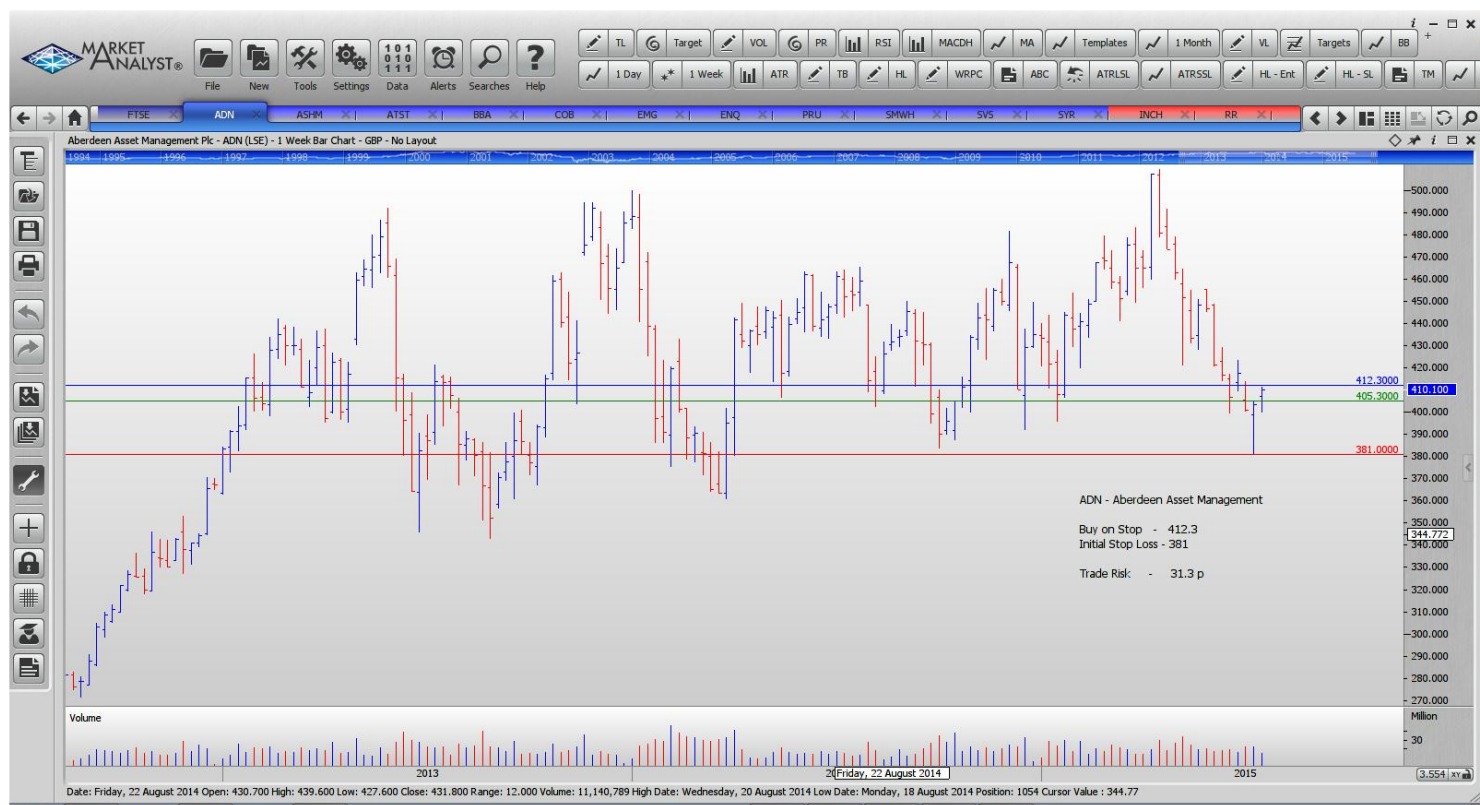 MARKET
ANALYST®
File New Tools Settings Data Alerts Searches Help
TL Target VOL PR RSI MACDH MA Templates 1 Month VL Targets BB
1 Day 1 Week ATR TB HL WRPC ABC ATRLSL ATRSSL HL - Ent HL - SL TM
101
010
111
FTSE ADN ASHM ATST BBA COB EMG ENQ PRU SMWH SVS SYR INCH RR
Aberdeen Asset Management Plc - ADN (LSE) - 1 Week Bar Chart - GBP - No Layout
1994 1995 1996 1997 1998 1999 2000 2001 2002 2003 2004 2005 2006 2007 2008 2009 2010 2011 2012 2013 2014 2015
500.000
490.000
480.000
470.000
460.000
450.000
440.000
430.000
420.000
412.3000
410.100
405.3000
400.000
390.000
381.0000
380.000
370.000
ADN - Aberdeen Asset Management
360.000
350.000
Buy on Stop - 412.3
344.772
Initial Stop Loss - 381
340.000
330.000
Trade Risk - 31.3 p
320.000
310.000
300.000
290.000
280.000
270.000
Volume
Million
30
2013 Friday, 22 August 2014 2015
3.554 XY
Date: Friday, 22 August 2014 Open: 430.700 High: 439.600 Low: 427.600 Close: 431.800 Range: 12.000 Volume: 11,140,789 High Date: Wednesday, 20 August 2014 Low Date: Monday, 18 August 2014 Position: 1054 Cursor Value : 344.77